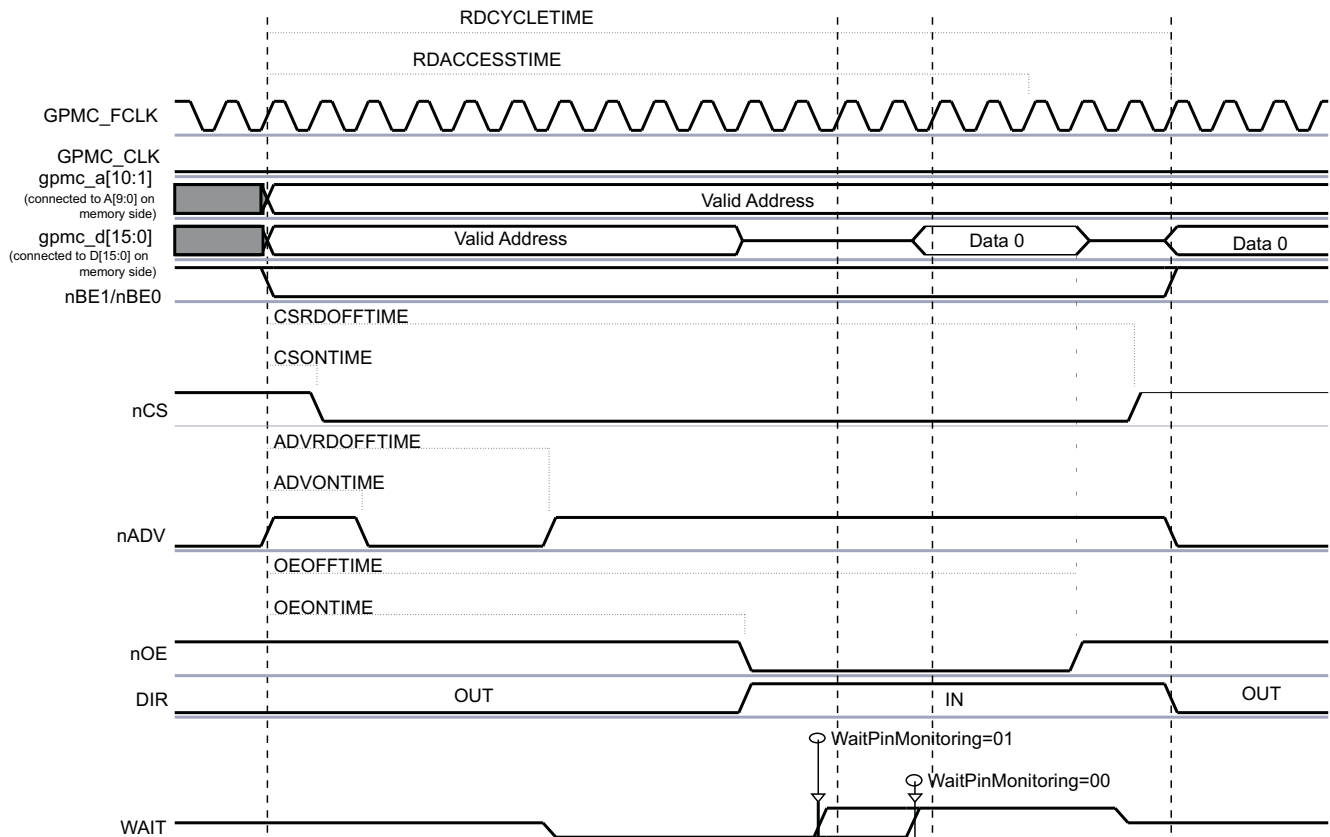 RDCYCLETIME
RDACCESSTIME
GPMC_FCLK
GPMC_CLK
gpmc_a[10:1]
(connected to A[9:0] on
memory side)
Valid Address
gpmc_d[15:0]
(connected to D[15:0] on
memory side)
Valid Address
Data 0
Data 0
nBE1/nBE0
CSRDOFFTIME
CSONTIME
nCS
ADVRDOFFTIME
ADVONTIME
nADV
OEOFFTIME
OEONTIME
nOE
DIR
OUT
IN
OUT
WaitPinMonitoring=01
WaitPinMonitoring=00
WAIT